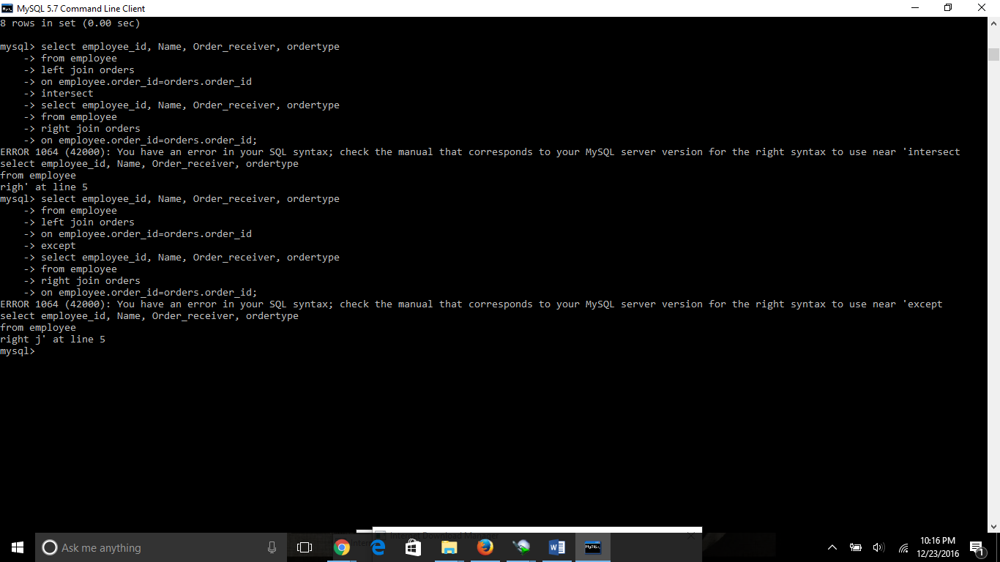 MySQL 5.7 Command Line Client
8 rows in set (0.00 sec)
mysql> select employee_id, Name, Order_receiver, ordertype
-> from employee
-> left join orders
-> on employee.order_id=orders.order_id
-> intersect
-> select employee_id, Name, Order_receiver, ordertype
-> from employee
-> right join orders
-> on employee.order_id=orders.order_id;
ERROR 1064 (42000): You have an error in your SQL syntax; check the manual that corresponds to your MySQL server version for the right syntax to use near 'intersect
select employee_id, Name, Order_receiver, ordertype
from employee
righ' at line 5
mysql> select employee_id, Name, Order_receiver, ordertype
-> from employee
-> left join orders
-> on employee.order_id=orders.order_id
-> except
-> select employee_id, Name, Order_receiver, ordertype
-> from employee
-> right join orders
-> on employee.order_id=orders.order_id;
ERROR 1064 (42000): You have an error in your SQL syntax; check the manual that corresponds to your MySQL server version for the right syntax to use near 'except
select employee_id, Name, Order_receiver, ordertype
from employee
right j' at line 5
mysql>
Internet Download Manager
Ask me anything
10:16 PM
12/23/2016
1